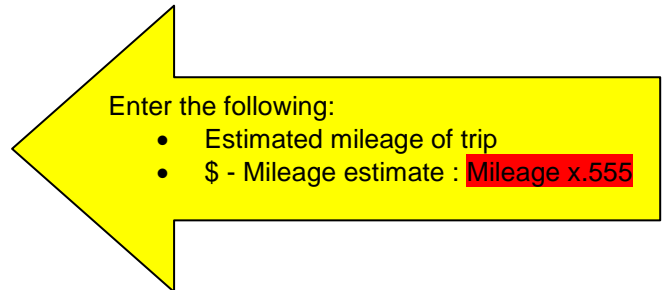 Enter the following:
• Estimated mileage of trip
• $ - Mileage estimate : Mileage x.555